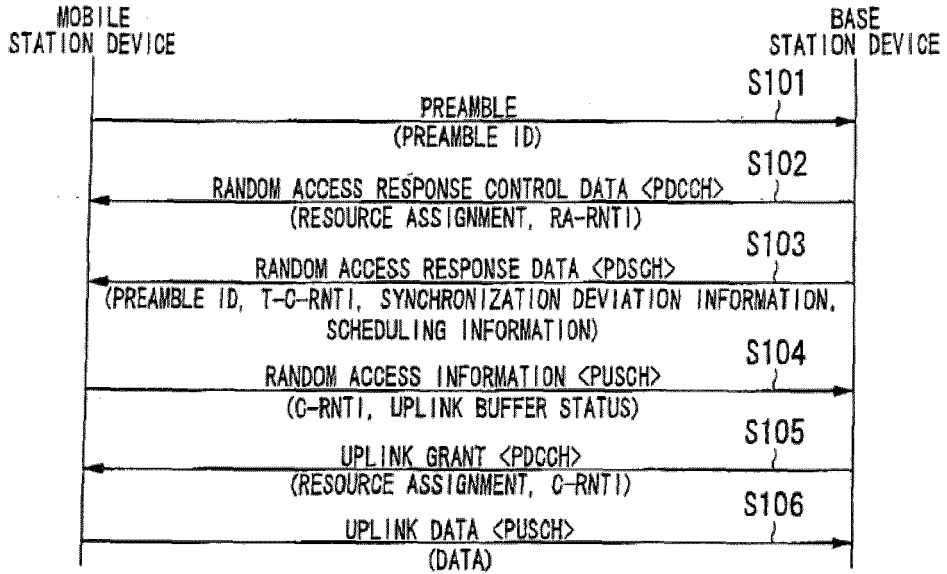 MOBILE
STATION DEVICE
BASE
STATION DEVICE
S101
PREAMBLE
(PREAMBLE ID)
S102
RANDOM ACCESS RESPONSE CONTROL DATA <PDCCH>
(RESOURCE ASSIGNMENT, RA-RNTI)
S103
RANDOM ACCESS RESPONSE DATA <PDSCH>
(PREAMBLE ID, T-C-RNTI, SYNCHRONIZATION DEVIATION INFORMATION,
SCHEDULING INFORMATION)
S104
RANDOM ACCESS INFORMATION <PUSCH>
(C-RNTI, UPLINK BUFFER STATUS)
S105
UPLINK GRANT <PDCCH>
(RESOURCE ASSIGNMENT, C-RNTI)
S106
UPLINK DATA <PUSCH>
(DATA)